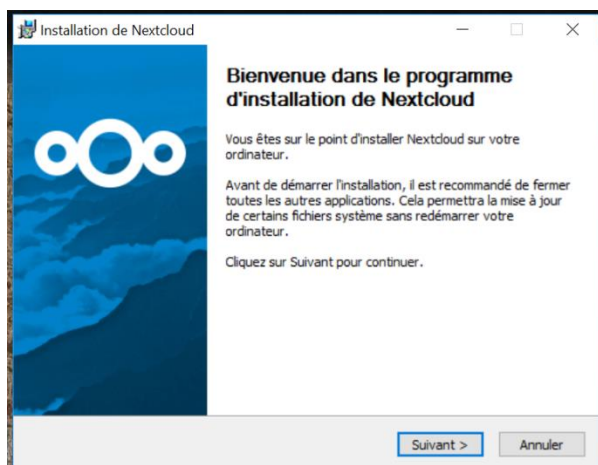 Installation de Nextcloud
Bienvenue dans le programme
d'installation de Nextcloud
Vous êtes sur le point d'installer Nextcloud sur votre
ordinateur.
Avant de démarrer l'installation, il est recommandé de fermer
toutes les autres applications. Cela permettra la mise à jour
de certains fichiers système sans redémarrer votre
ordinateur.
Cliquez sur Suivant pour continuer.
Suivant >
Annuler